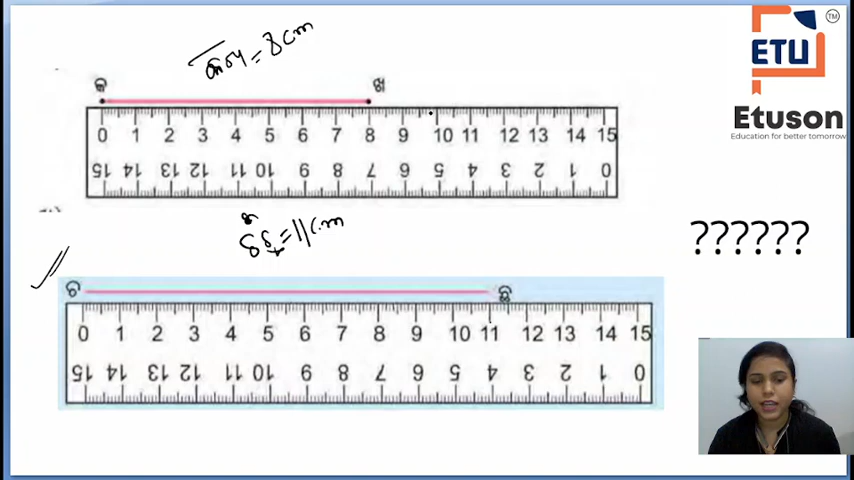 ETU
TM
Etuson
Education for better tomorrow
= 8cm
0 1 2 3 4 5 6 7 8 9 10 11 12 13 14 15
15 14 13 12 11 10 9 8 7 6 5 4 3 2 1 0
= 11cm
??????
0 1 2 3 4 5 6 7 8 9 10 11 12 13 14 15
15 14 13 12 11 10 9 8 7 6 5 4 3 2 1 0